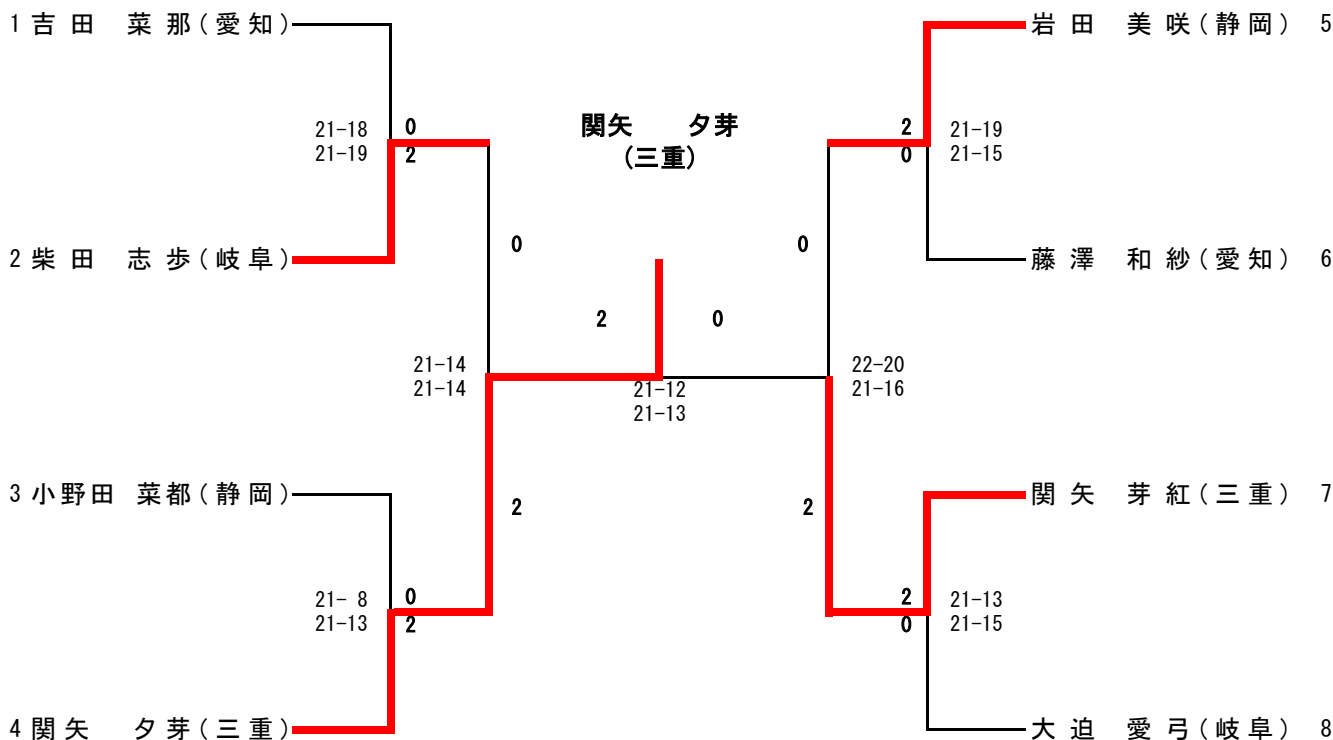 1 吉田 菜那(愛知)
岩田 美咲(静岡) 5
関矢 夕芽
(三重)
21-18 0
21-19 2
2 21-19
0 21-15
2 柴田 志歩(岐阜)
0
0
藤澤 和紗(愛知) 6
2
0
21-14
21-14
21-12
21-13
22-20
21-16
3 小野田 菜都(静岡)
2
2
関矢 芽紅(三重) 7
21- 8 0
21-13 2
2 21-13
0 21-15
4 関矢 夕芽(三重)
大迫 愛弓(岐阜) 8